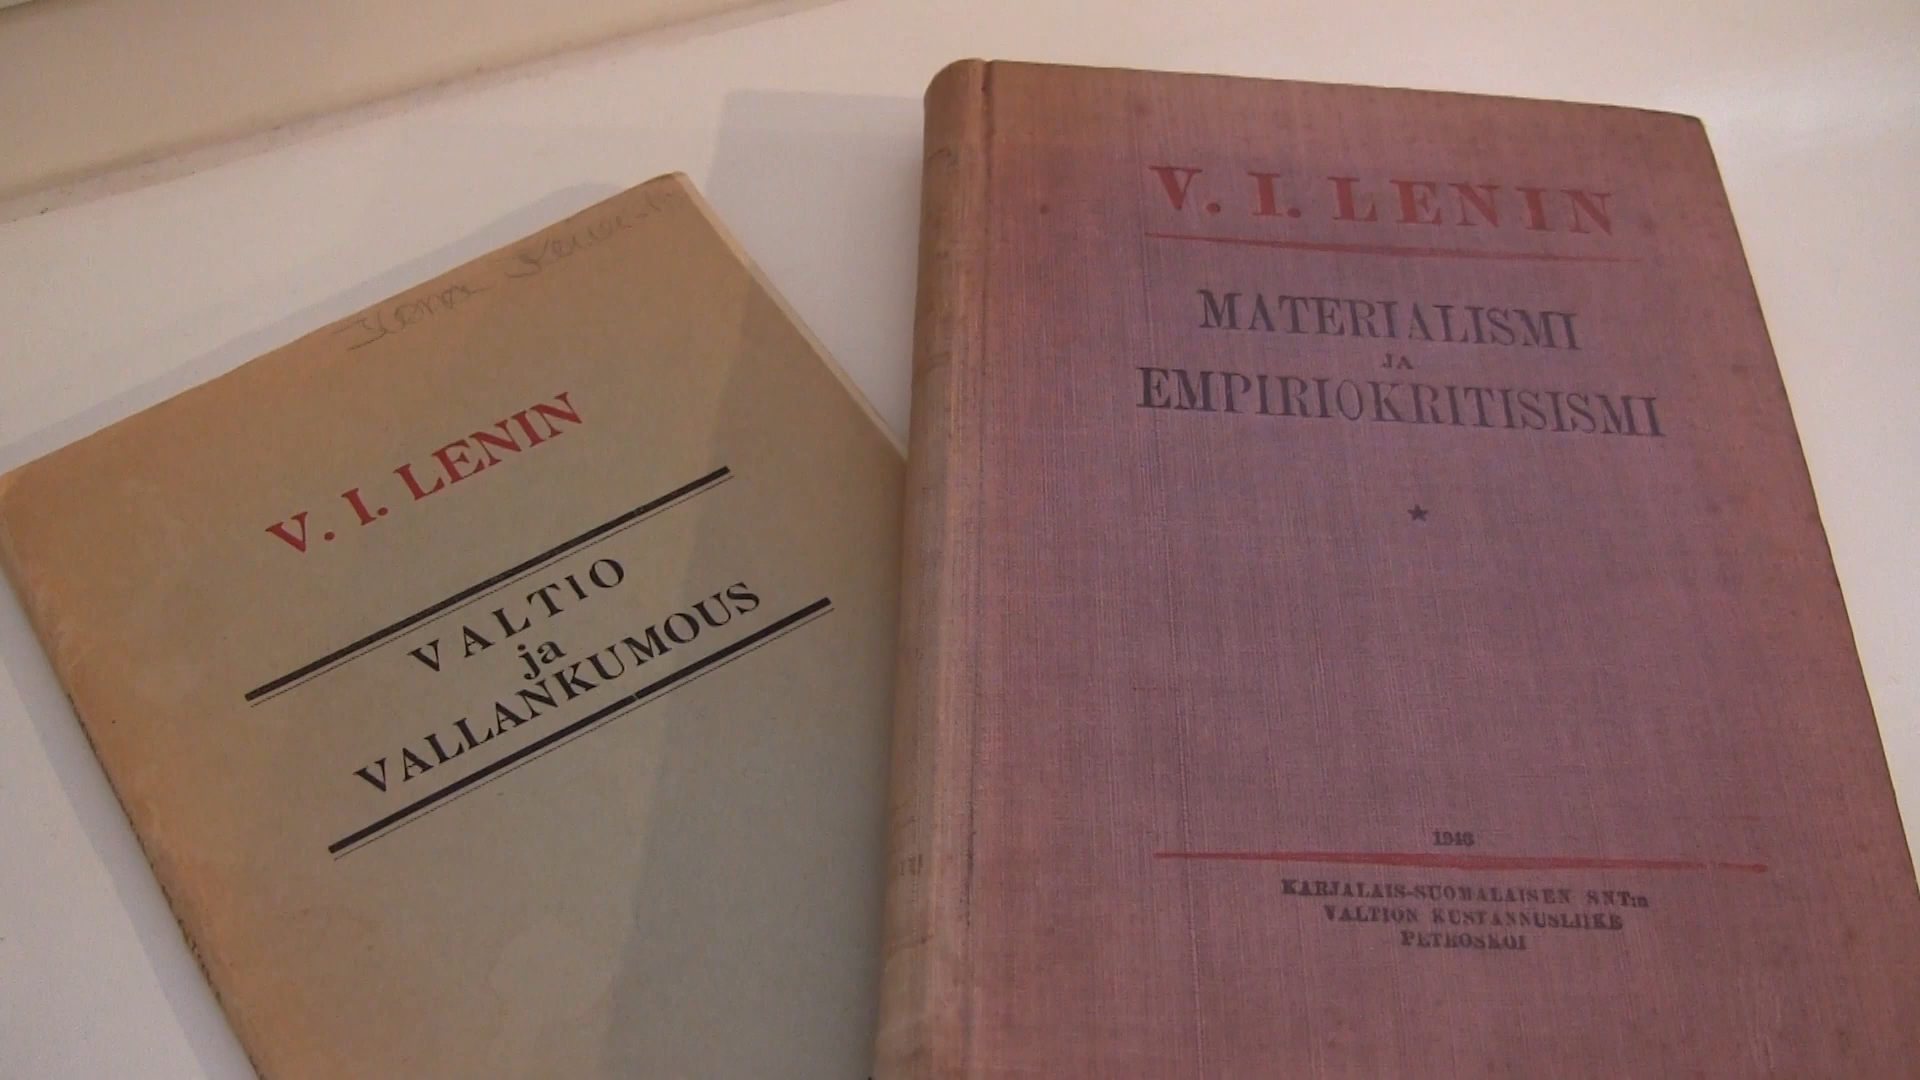 V. I. LENIN
VALTIO
ja
VALLANKUMOUS
V. I. LENIN
MATERIALISMI
JA
EMPIRIOKRITISISMI
1946
KARJALAIS-SUOMALAISEN SNT:n
VALTION KUSTANNUSLIIKE
PETROSKOI